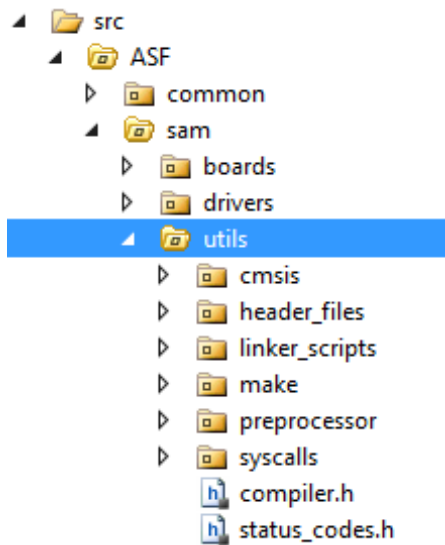 src
ASF
common
sam
boards
drivers
utils
cmsis
header_files
linker_scripts
make
preprocessor
syscalls
compiler.h
status_codes.h